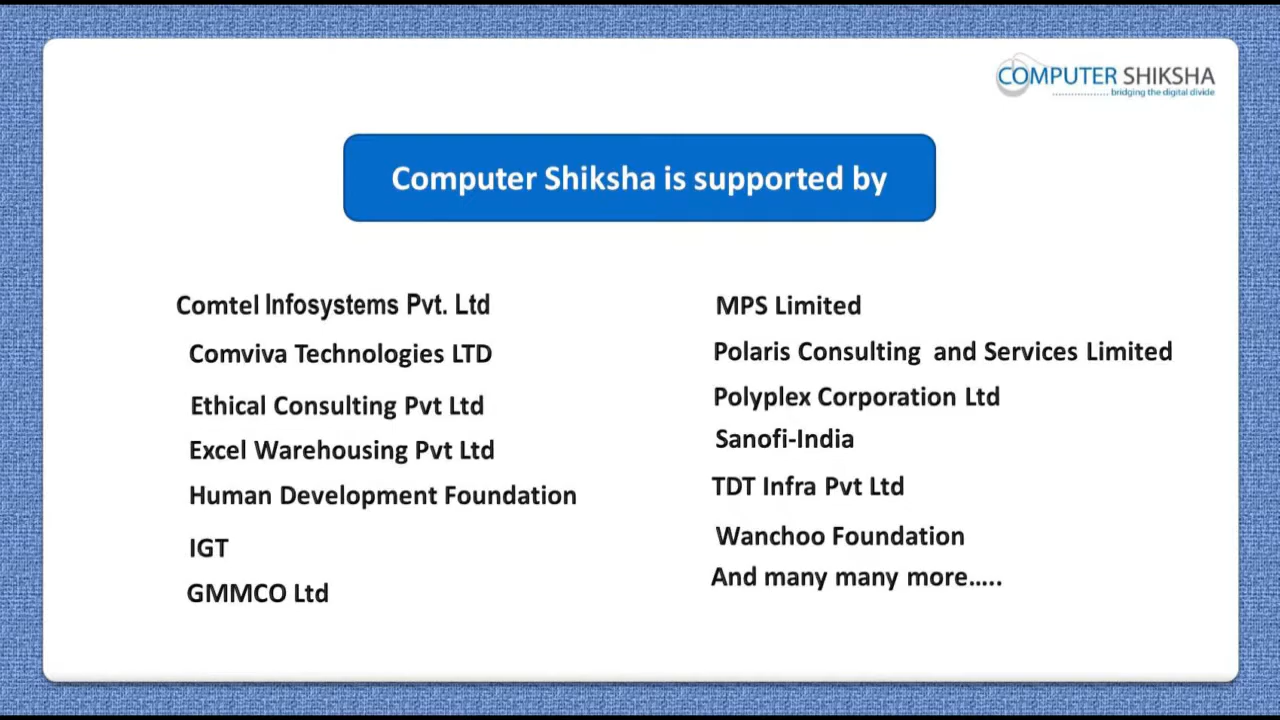 COMPUTER SHIKSHA
bridging the digital divide
Computer Shiksha is supported by
Comtel Infosystems Pvt. Ltd
Comviva Technologies LTD
Ethical Consulting Pvt Ltd
Excel Warehousing Pvt Ltd
Human Development Foundation
IGT
GMMCO Ltd
MPS Limited
Polaris Consulting  and Services Limited
Polyplex Corporation Ltd
Sanofi-India
TDT Infra Pvt Ltd
Wanchoo Foundation
And many many more.....